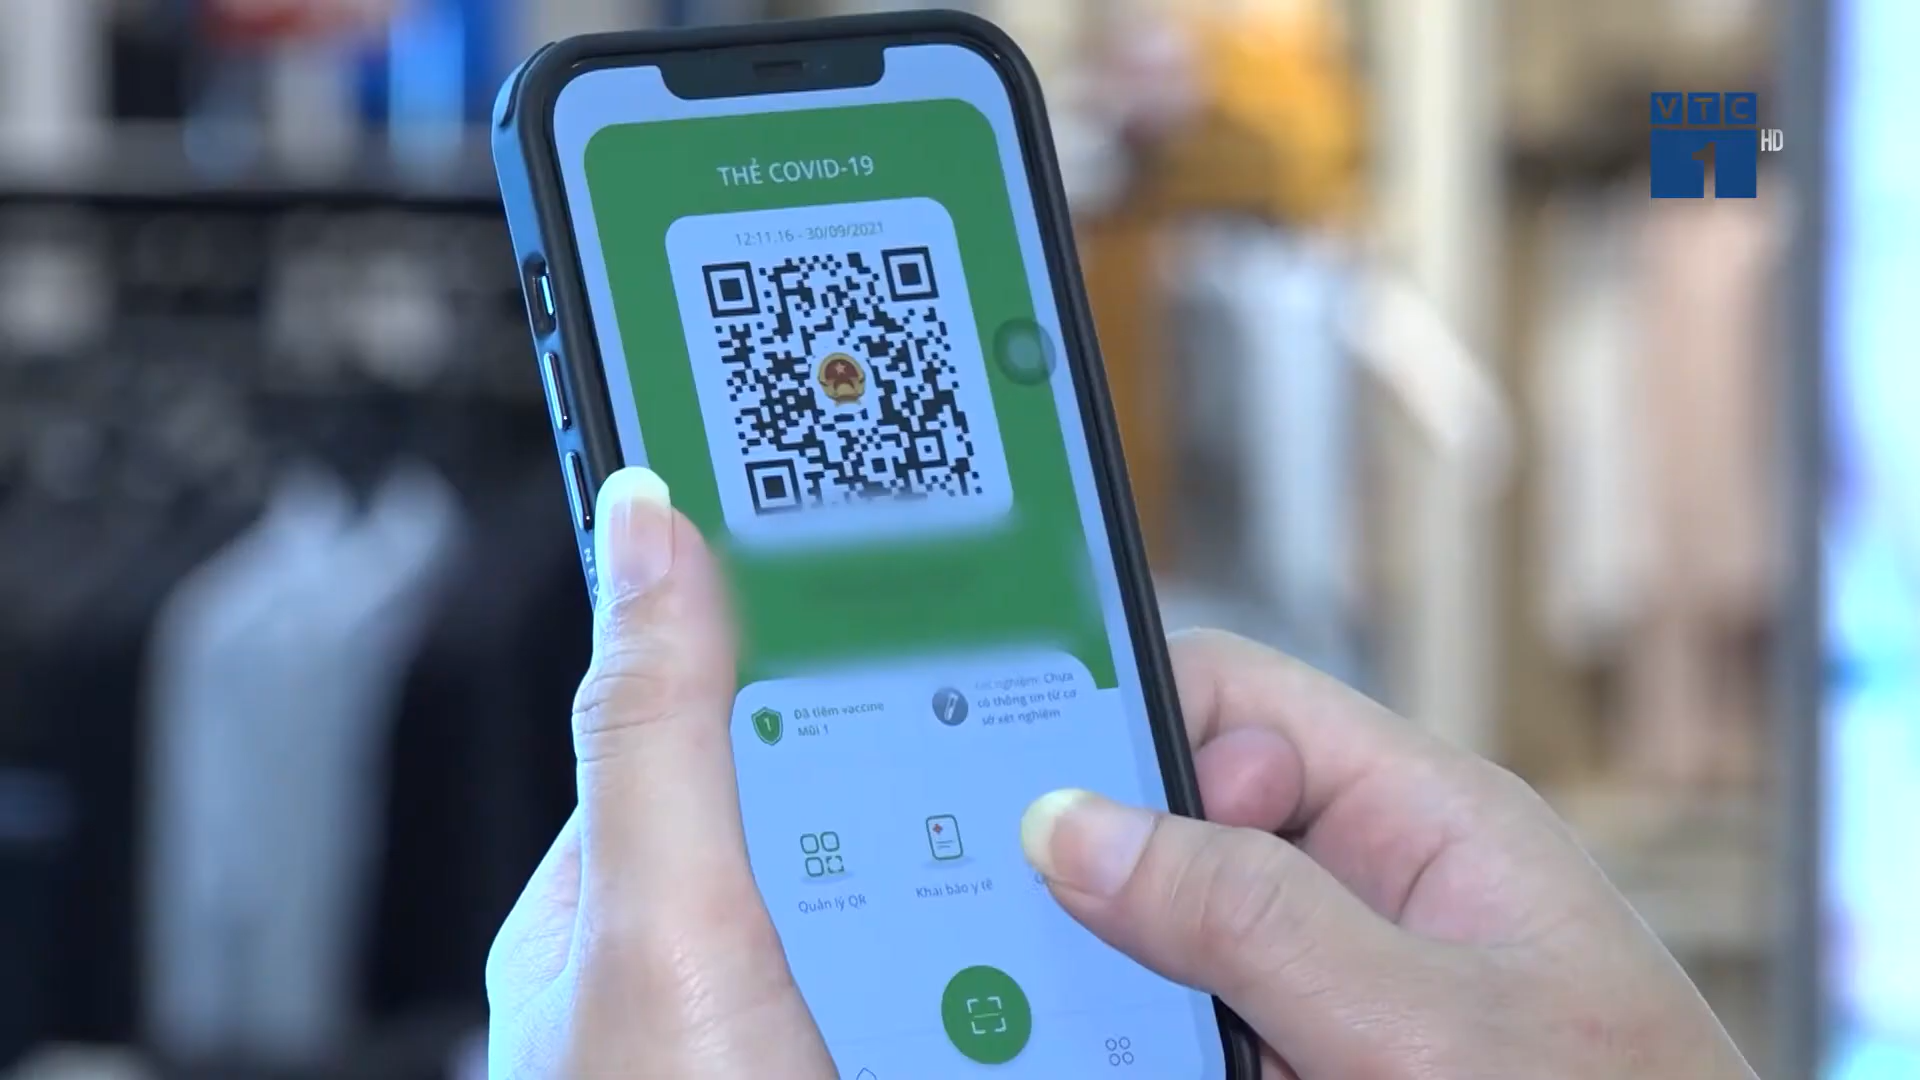 VTC
1
HD
THẺ COVID-19
12:11.16 - 30/09/2021
Đã tiêm vaccine
Mũi 1
nghiệm: Chưa
có thông tin từ cơ
sở xét nghiệm
Quản lý QR
Khai báo y tế